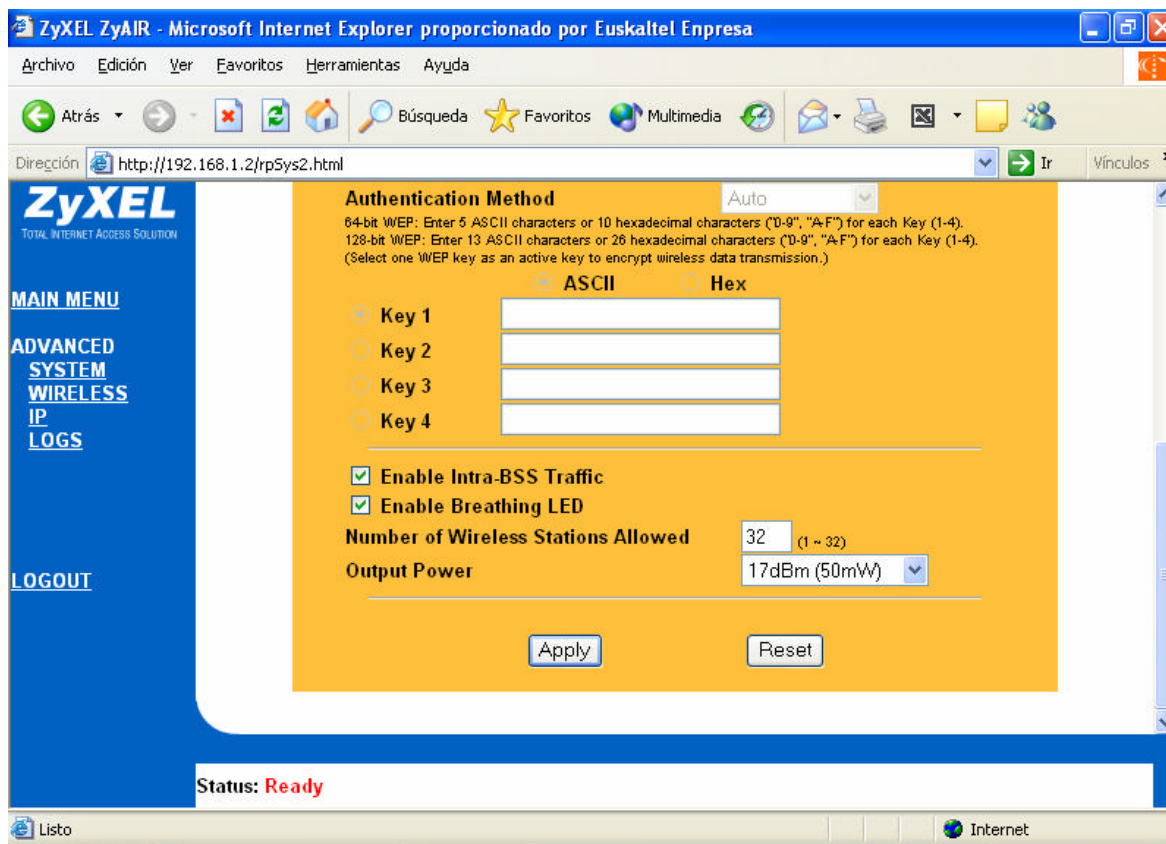 ZyXEL ZyAIR - Microsoft Internet Explorer proporcionado por Euskaltel Enpresa
Archivo Edición Ver Favoritos Herramientas Ayuda
Atrás Búsqueda Favoritos Multimedia
Dirección http://192.168.1.2/rpSys2.html Ir Vínculos
ZyXEL
TOTAL INTERNET ACCESS SOLUTION
MAIN MENU
ADVANCED
SYSTEM
WIRELESS
IP
LOGS
LOGOUT
Authentication Method Auto
64-bit WEP: Enter 5 ASCII characters or 10 hexadecimal characters ("0-9", "A-F") for each Key (1-4).
128-bit WEP: Enter 13 ASCII characters or 26 hexadecimal characters ("0-9", "A-F") for each Key (1-4).
(Select one WEP key as an active key to encrypt wireless data transmission.)
ASCII Hex
Key 1
Key 2
Key 3
Key 4
Enable Intra-BSS Traffic
Enable Breathing LED
Number of Wireless Stations Allowed 32 (1 ~ 32)
Output Power 17dBm (50mW)
Apply Reset
Status: Ready
Listo Internet